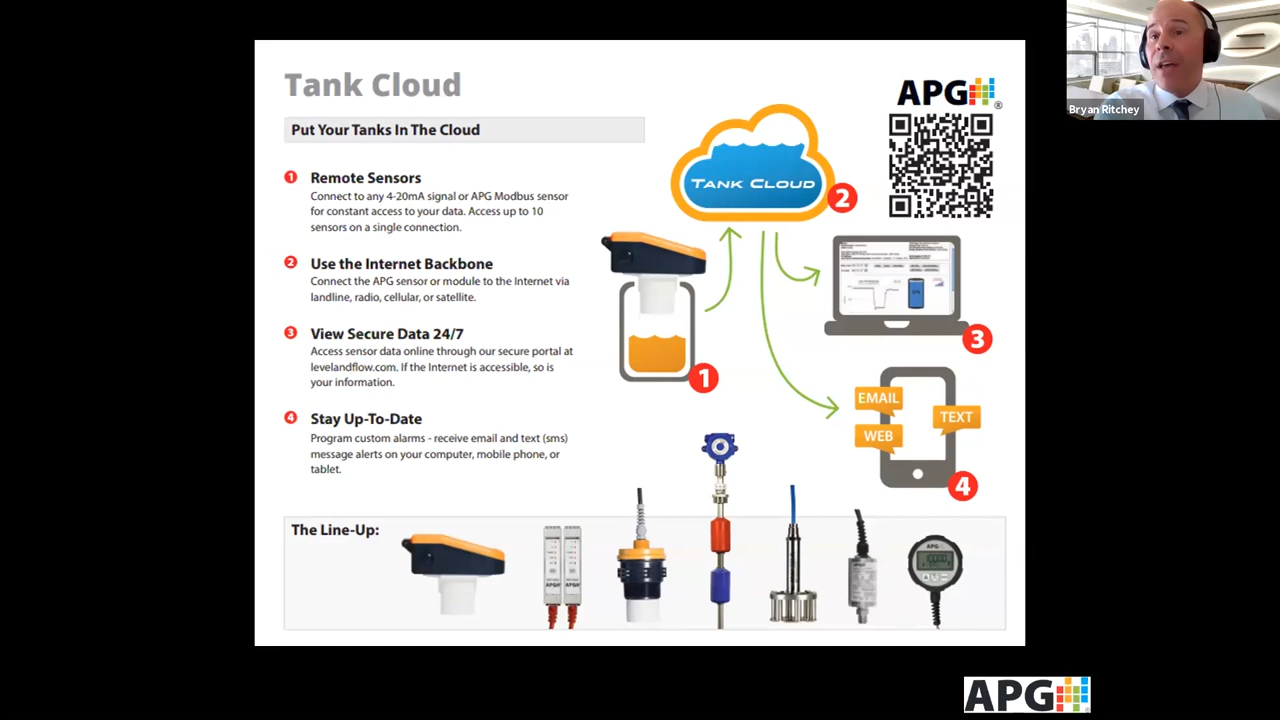 Tank Cloud
Put Your Tanks In The Cloud
1 Remote Sensors
Connect to any 4-20mA signal or APG Modbus sensor
for constant access to your data. Access up to 10
sensors on a single connection.
2 Use the Internet Backbone
Connect the APG sensor or module to the Internet via
landline, radio, cellular, or satellite.
3 View Secure Data 24/7
Access sensor data online through our secure portal at
levelandflow.com. If the Internet is accessible, so is
your information.
4 Stay Up-To-Date
Program custom alarms - receive email and text (sms)
message alerts on your computer, mobile phone, or
tablet.
APG®
TANK CLOUD
2
1
3
EMAIL
TEXT
WEB
4
The Line-Up:
APG
APG
APG
APG
Bryan Ritchey
APG